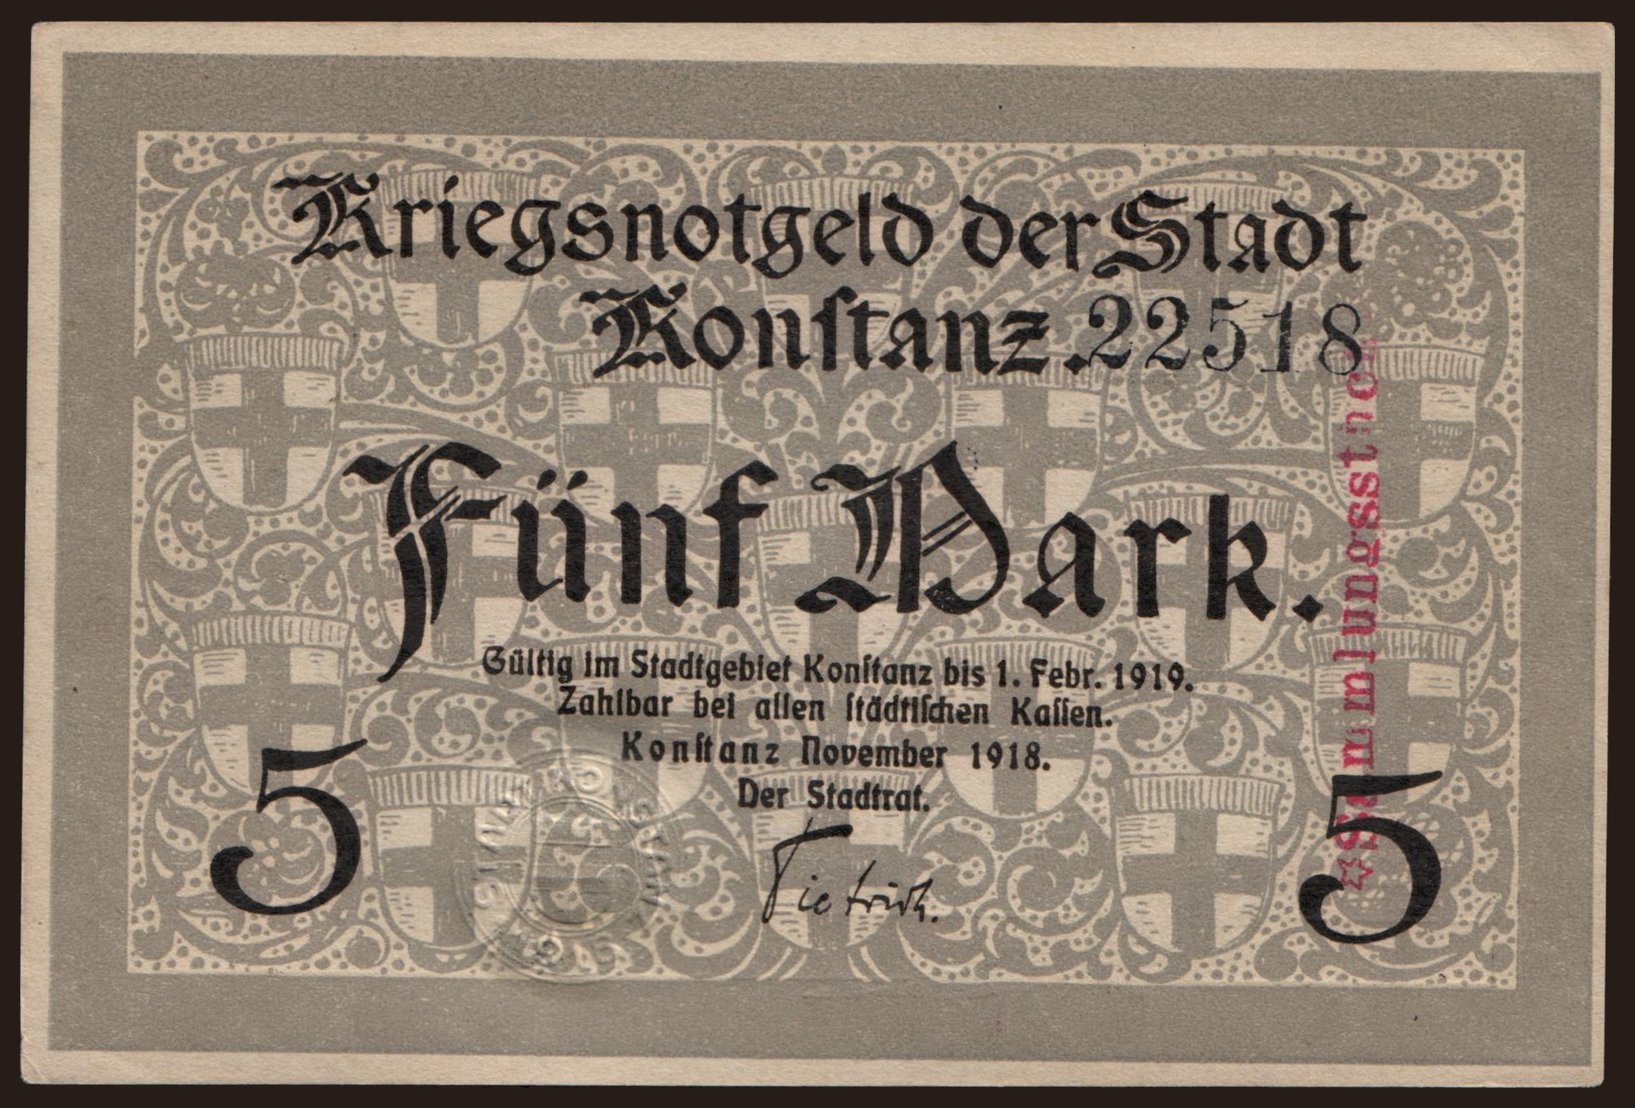 Kriegsnotgeld der Stadt
Konſtanz. 22518
Fünf Mark.
Gültig im Stadtgebiet Konſtanz bis 1. Febr. 1919.
Zahlbar bei allen ſtädtiſchen Kaſſen.
Konſtanz November 1918.
Der Stadtrat.
5
5